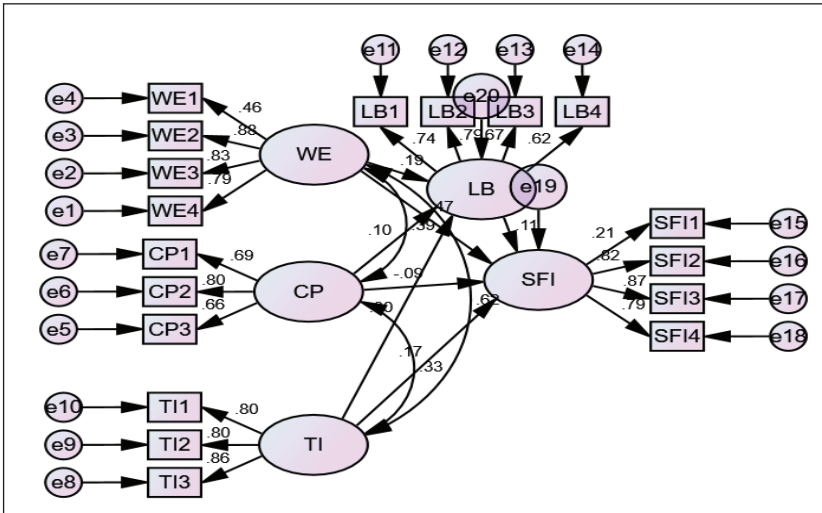 e11 e12 e13 e14
e20
LB1 LB2 LB3 LB4
.74 .79 .67 .62
e4 WE1 .46
e3 WE2 .88
e2 WE3 .83
e1 WE4 .79
WE
.19
LB
e19
.47
.39
.11
.10
e7 CP1 .69
e6 CP2 .80
e5 CP3 .66
CP
-.09
.62
SFI
.21 SFI1 e15
.82 SFI2 e16
.87 SFI3 e17
.79 SFI4 e18
.17
.33
e10 TI1 .80
e9 TI2 .80
e8 TI3 .86
TI